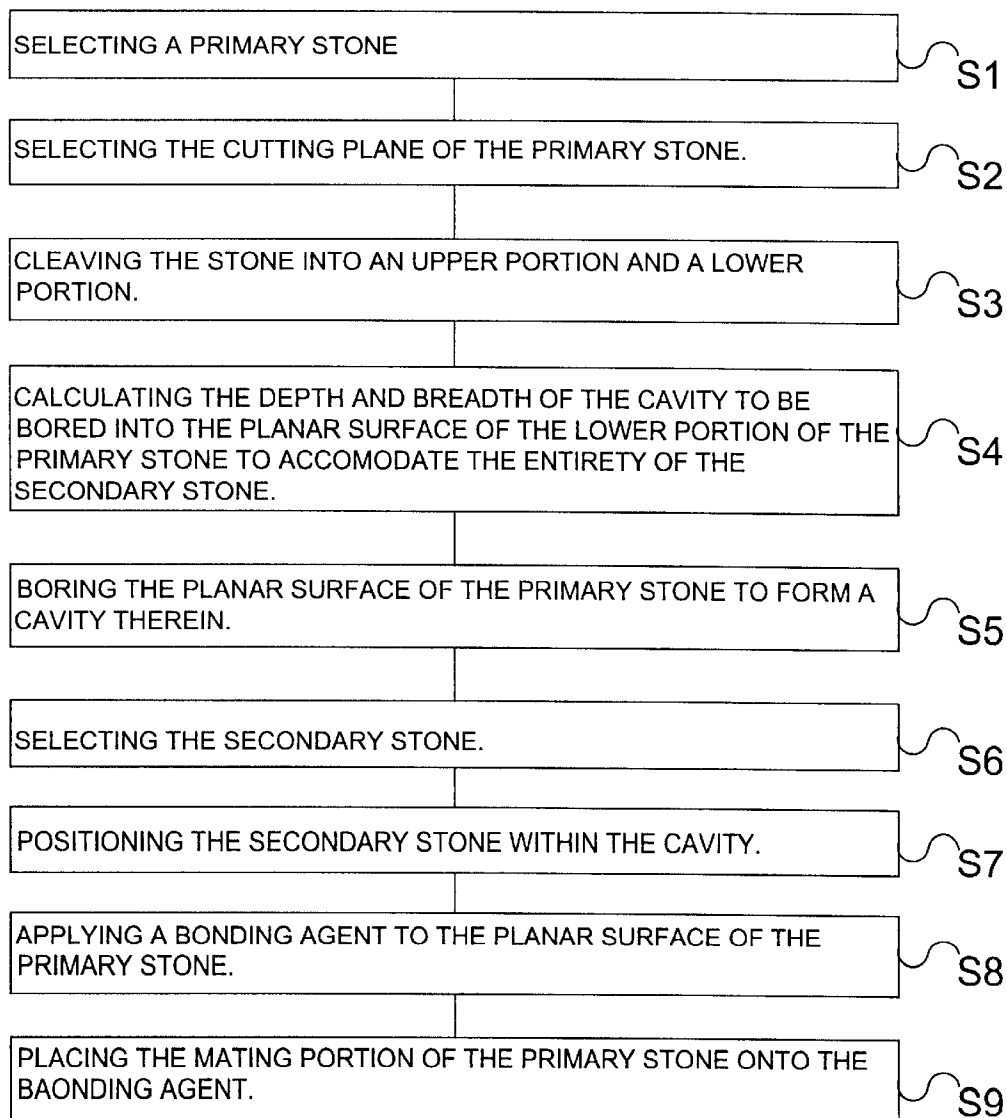 SELECTING A PRIMARY STONE
S1
SELECTING THE CUTTING PLANE OF THE PRIMARY STONE.
S2
CLEAVING THE STONE INTO AN UPPER PORTION AND A LOWER
PORTION.
S3
CALCULATING THE DEPTH AND BREADTH OF THE CAVITY TO BE
BORED INTO THE PLANAR SURFACE OF THE LOWER PORTION OF THE
PRIMARY STONE TO ACCOMODATE THE ENTIRETY OF THE
SECONDARY STONE.
S4
BORING THE PLANAR SURFACE OF THE PRIMARY STONE TO FORM A
CAVITY THEREIN.
S5
SELECTING THE SECONDARY STONE.
S6
POSITIONING THE SECONDARY STONE WITHIN THE CAVITY.
S7
APPLYING A BONDING AGENT TO THE PLANAR SURFACE OF THE
PRIMARY STONE.
S8
PLACING THE MATING PORTION OF THE PRIMARY STONE ONTO THE
BAONDING AGENT.
S9